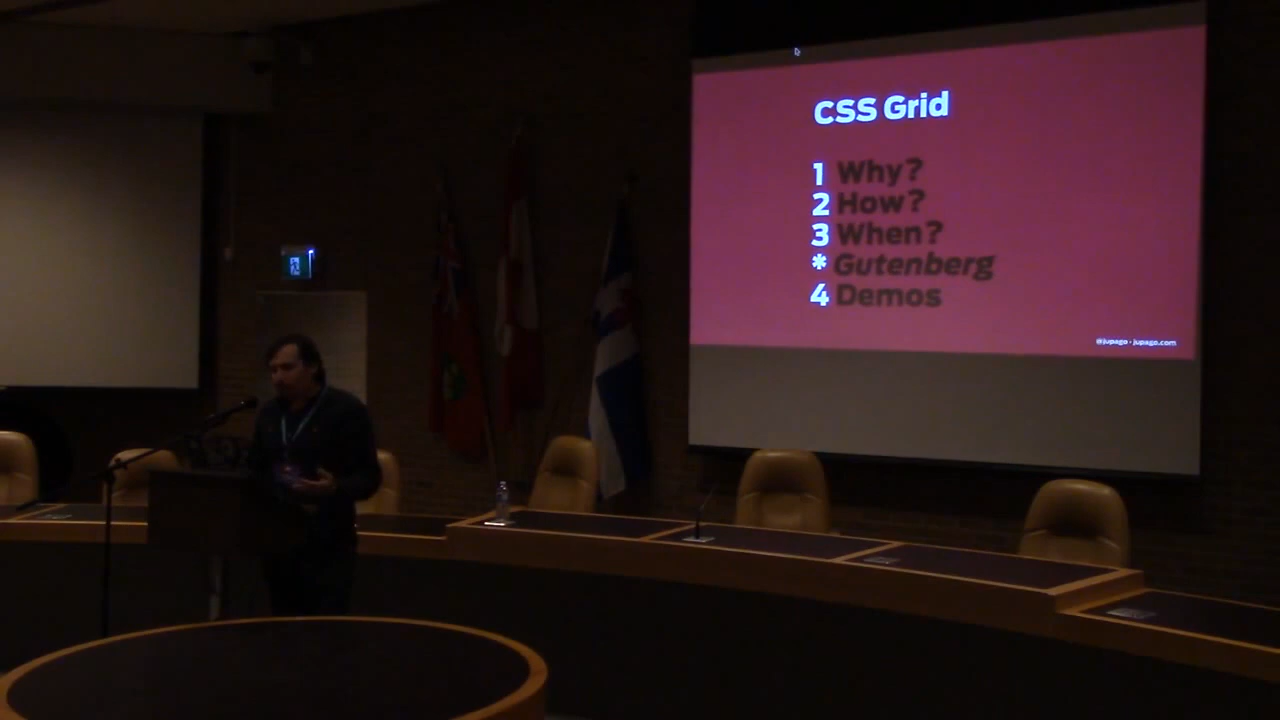 CSS Grid
1 Why?
2 How?
3 When?
* Gutenberg
4 Demos
@jupago · jupago.com